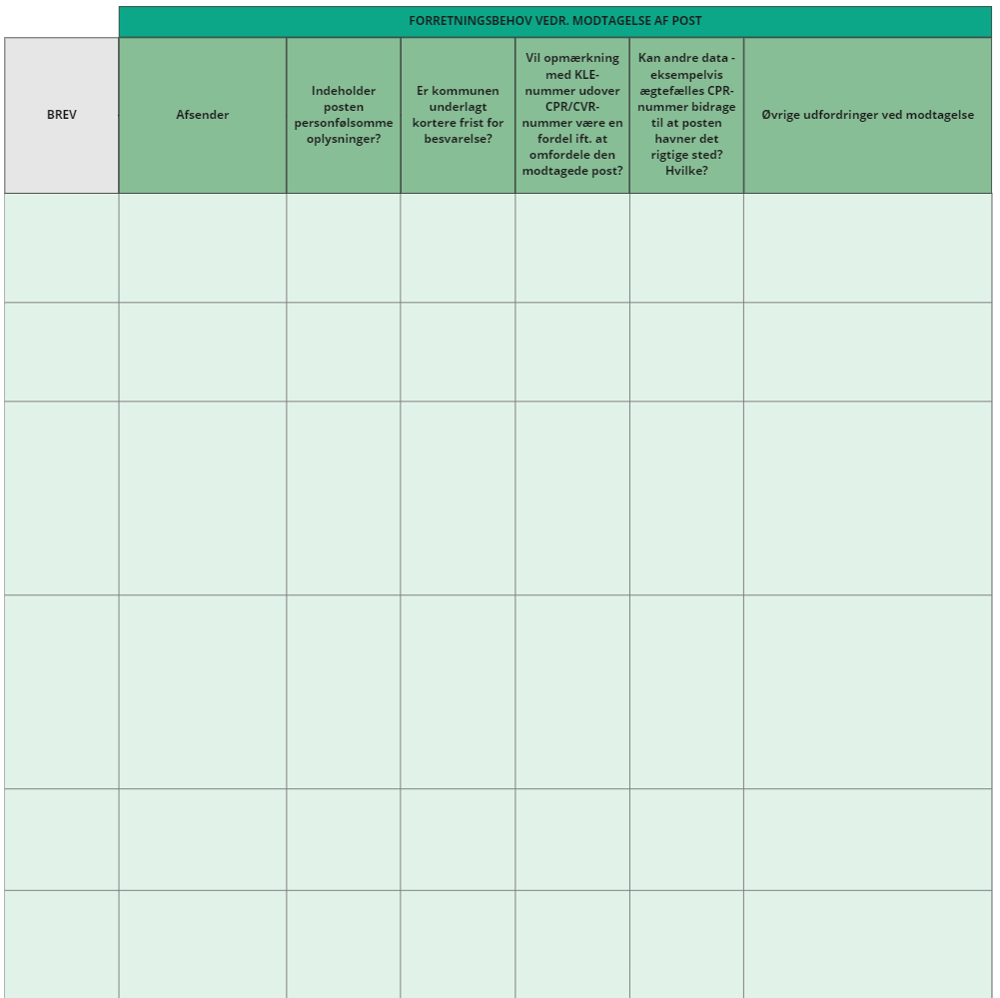 FORRETNINGSBEHOV VEDR. MODTAGELSE AF POST
BREV
Afsender
Indeholder
posten
personfølsomme
oplysninger?
Er kommunen
underlagt
kortere frist for
besvarelse?
Vil opmærkning
med KLE-
nummer udover
CPR/CVR-
nummer være en
fordel ift. at
omfordele den
modtagede post?
Kan andre data -
eksempelvis
ægtefælles CPR-
nummer bidrage
til at posten
havner det
rigtige sted?
Hvilke?
Øvrige udfordringer ved modtagelse